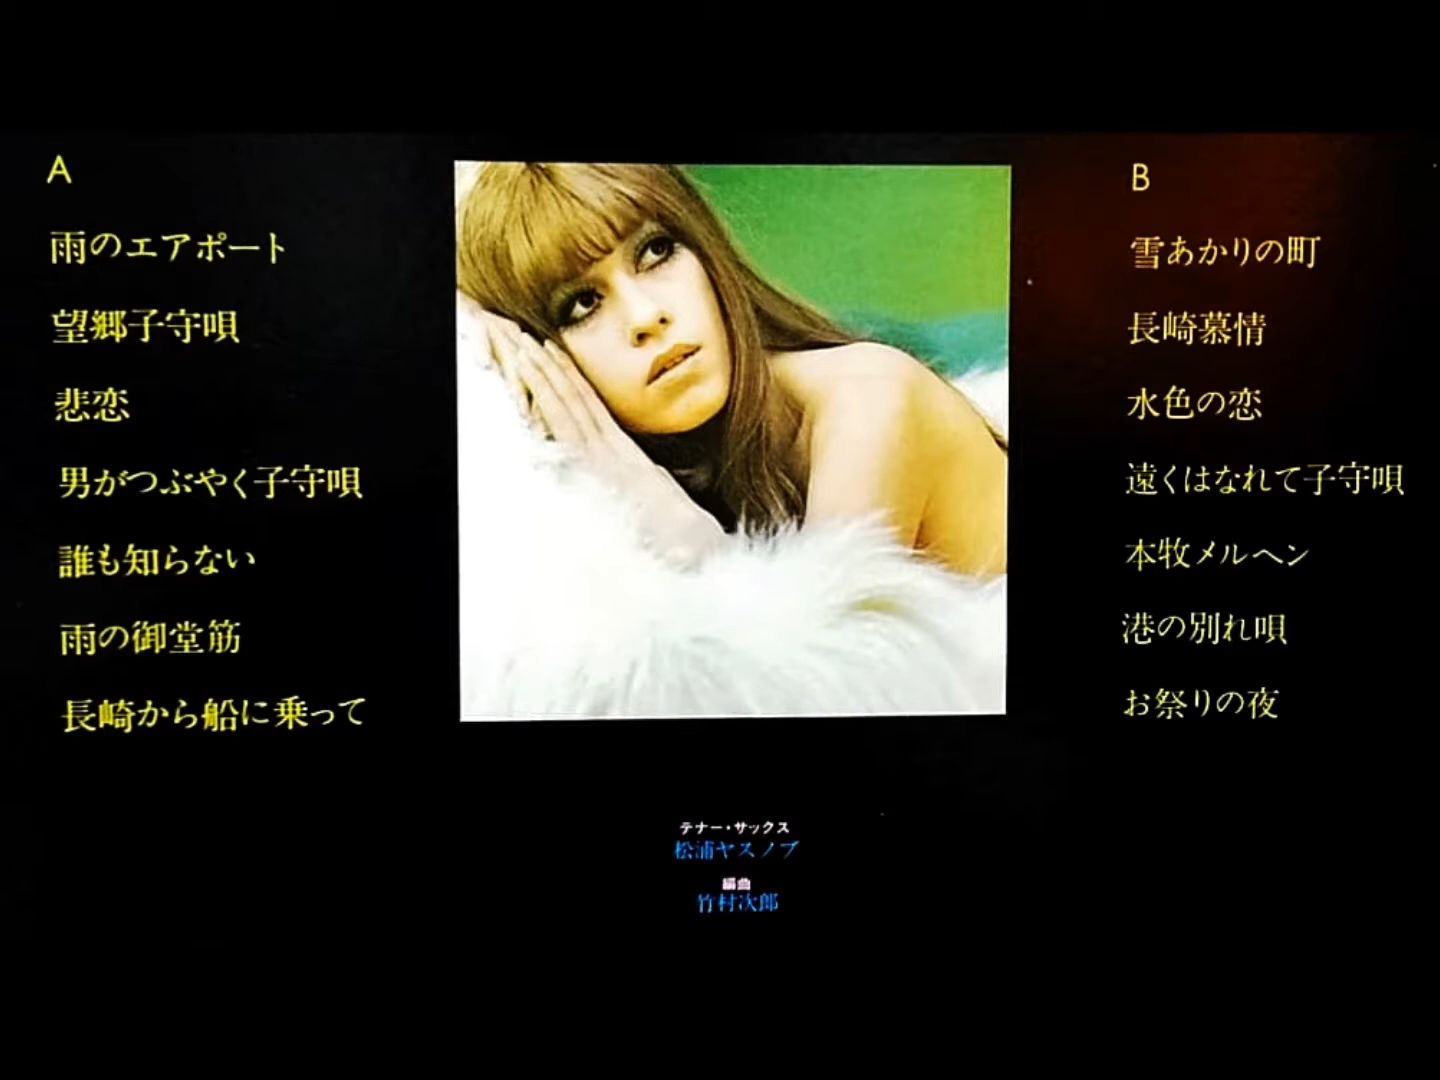 A
雨のエアポート
望郷子守唄
悲恋
男がつぶやく子守唄
誰も知らない
雨の御堂筋
長崎から船に乗って
B
雪あかりの町
長崎慕情
水色の恋
遠くはなれて子守唄
本牧メルヘン
港の別れ唄
お祭りの夜
テナー・サックス
松浦ヤスノブ
編曲
竹村次郎